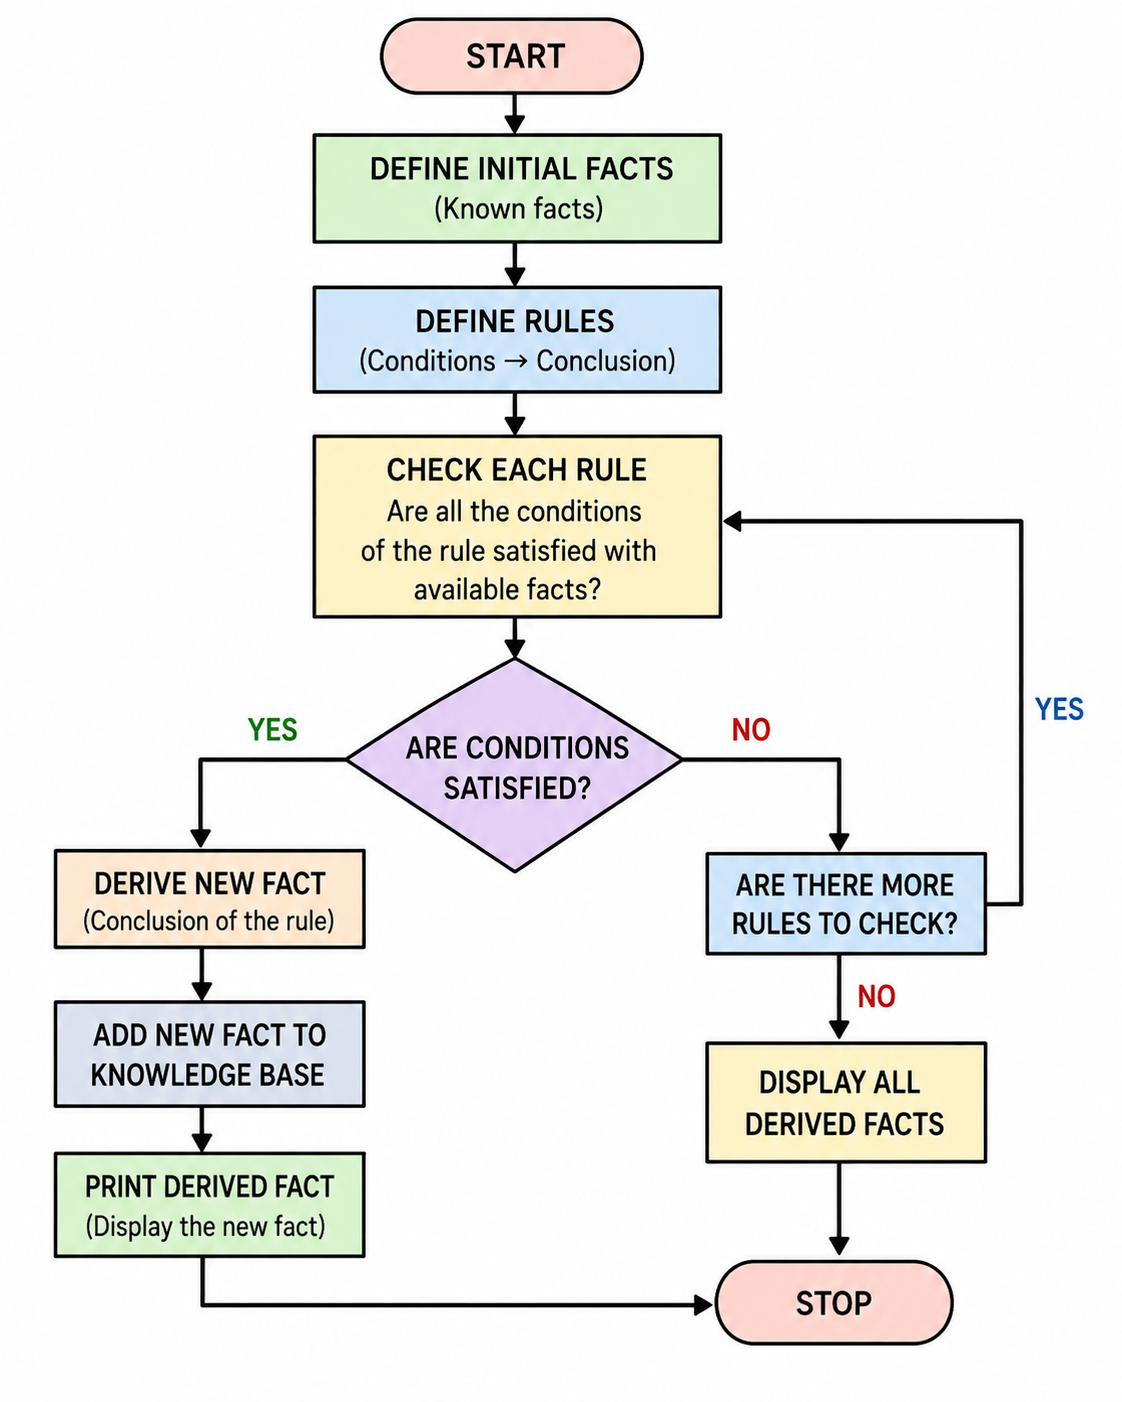 START
DEFINE INITIAL FACTS
(Known facts)
DEFINE RULES
(Conditions → Conclusion)
CHECK EACH RULE
Are all the conditions
of the rule satisfied with
available facts?
ARE CONDITIONS
SATISFIED?
YES
NO
YES
DERIVE NEW FACT
(Conclusion of the rule)
ADD NEW FACT TO
KNOWLEDGE BASE
PRINT DERIVED FACT
(Display the new fact)
ARE THERE MORE
RULES TO CHECK?
NO
DISPLAY ALL
DERIVED FACTS
STOP